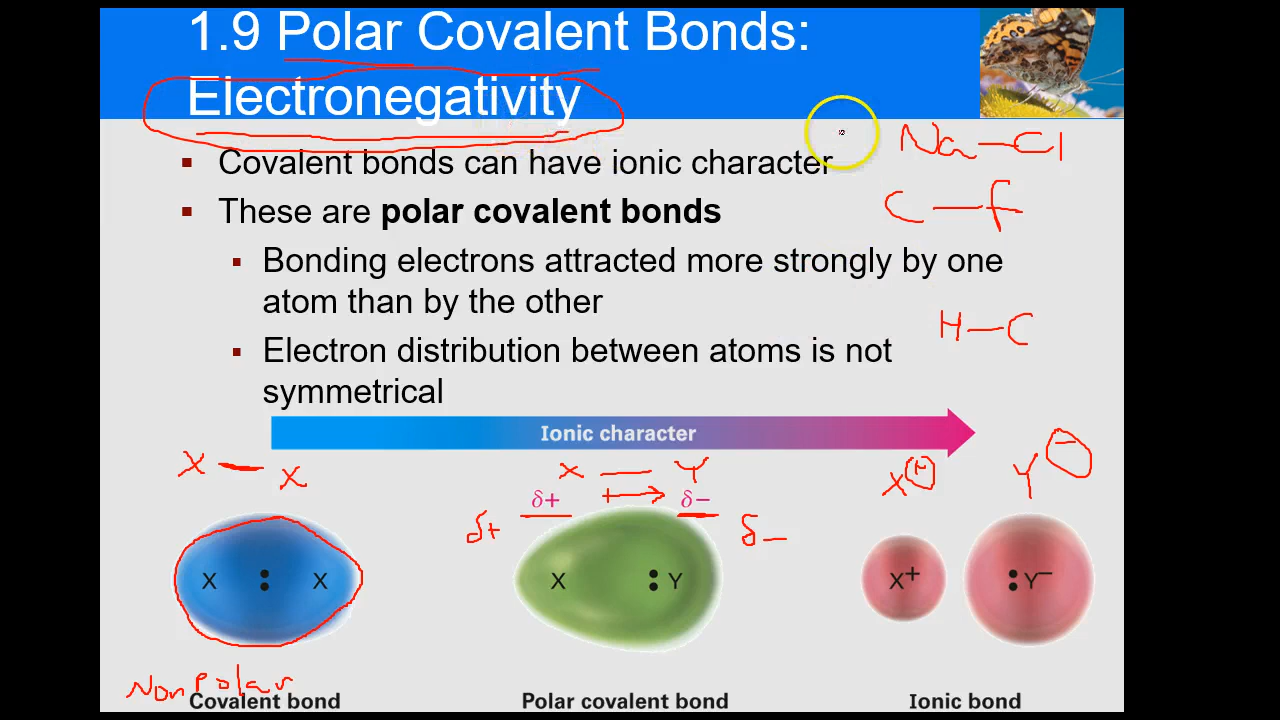 1.9 Polar Covalent Bonds:
Electronegativity
Na—Cl
▪ Covalent bonds can have ionic character
▪ These are polar covalent bonds
C—F
▪ Bonding electrons attracted more strongly by one
atom than by the other
H—C
▪ Electron distribution between atoms is not
symmetrical
Ionic character
X—X
X—Y
X+ Y−
δ+ δ−
δ+ δ−
X : X
X : Y
X+ : Y−
NonPolar
Covalent bond
Polar covalent bond
Ionic bond